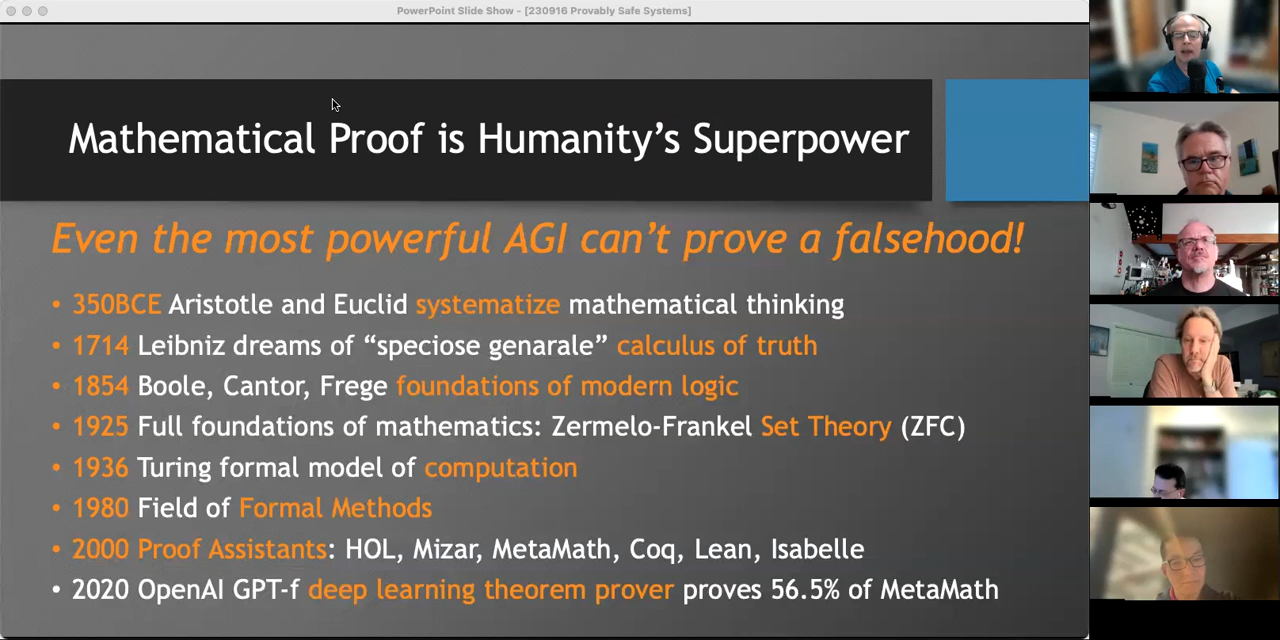 PowerPoint Slide Show - [230916 Provably Safe Systems]
Mathematical Proof is Humanity’s Superpower
Even the most powerful AGI can’t prove a falsehood!
• 350BCE Aristotle and Euclid systematize mathematical thinking
• 1714 Leibniz dreams of “speciose genarale” calculus of truth
• 1854 Boole, Cantor, Frege foundations of modern logic
• 1925 Full foundations of mathematics: Zermelo-Frankel Set Theory (ZFC)
• 1936 Turing formal model of computation
• 1980 Field of Formal Methods
• 2000 Proof Assistants: HOL, Mizar, MetaMath, Coq, Lean, Isabelle
• 2020 OpenAI GPT-f deep learning theorem prover proves 56.5% of MetaMath